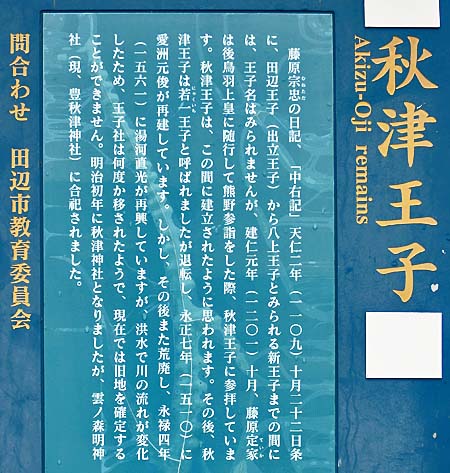 秋津王子
Akizu-Oji remains
藤原宗忠の日記、「中右記」天仁二年（一一〇九）十月二十二日条
に、田辺王子（出立王子）から八上王子とみられる新王子までの間に
は、王子名はみられませんが、建仁元年（一二〇一）十月、藤原定家
は後鳥羽上皇に随行して熊野参詣をした際、秋津王子に参拝していま
す。秋津王子は、この間に建立されたように思われます。その後、秋
津王子は若一王子と呼ばれましたが退転し、永正七年（一五一〇）に
愛洲元俊が再建しています。しかし、その後また荒廃し、永禄四年
（一五六一）に湯河直光が再興していますが、洪水で川の流れが変化
したため、王子社は何度か移されたようで、現在では旧地を確定する
ことができません。明治初年に秋津神社となりましたが、雲ノ森明神
社（現、豊秋津神社）に合祀されました。
問合わせ　田辺市教育委員会